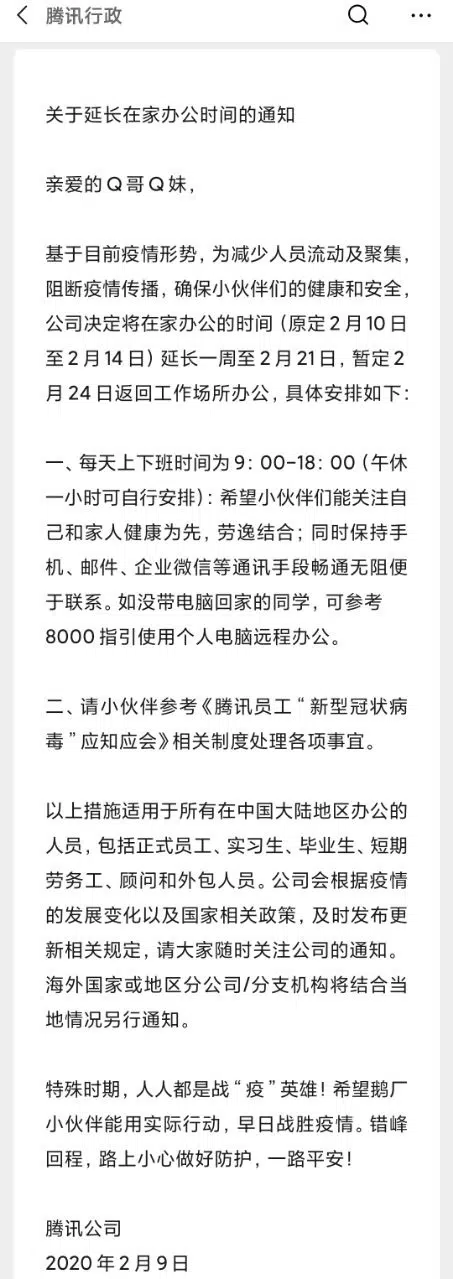 腾讯行政
关于延长在家办公时间的通知
亲爱的Q哥Q妹，
基于目前疫情形势，为减少人员流动及聚集，
阻断疫情传播，确保小伙伴们的健康和安全，
公司决定将在家办公的时间（原定2月10日
至2月14日）延长一周至2月21日，暂定2
月24日返回工作场所办公，具体安排如下：
一、每天上下班时间为9：00-18：00（午休
一小时可自行安排）：希望小伙伴们能关注自
己和家人健康为先，劳逸结合；同时保持手
机、邮件、企业微信等通讯手段畅通无阻便
于联系。如没带电脑回家的同学，可参考
8000指引使用个人电脑远程办公。
二、请小伙伴参考《腾讯员工“新型冠状病
毒”应知应会》相关制度处理各项事宜。
以上措施适用于所有在中国大陆地区办公的
人员，包括正式员工、实习生、毕业生、短期
劳务工、顾问和外包人员。公司会根据疫情
的发展变化以及国家相关政策，及时发布更
新相关规定，请大家随时关注公司的通知。
海外国家或地区分公司/分支机构将结合当
地情况另行通知。
特殊时期，人人都是战“疫”英雄！希望鹅厂
小伙伴能用实际行动，早日战胜疫情。错峰
回程，路上小心做好防护，一路平安！
腾讯公司
2020年2月9日